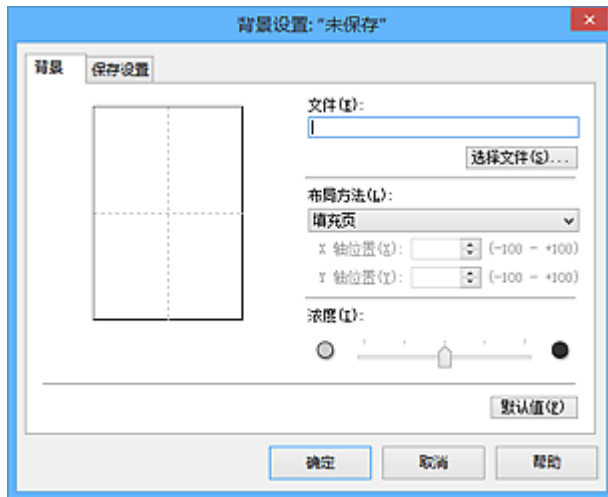 背景设置: "未保存"
背景 保存设置
文件(E):
选择文件(S)...
布局方法(L):
填充页
X 轴位置(X): (-100 - +100)
Y 轴位置(Y): (-100 - +100)
浓度(I):
默认值(F)
确定 取消 帮助